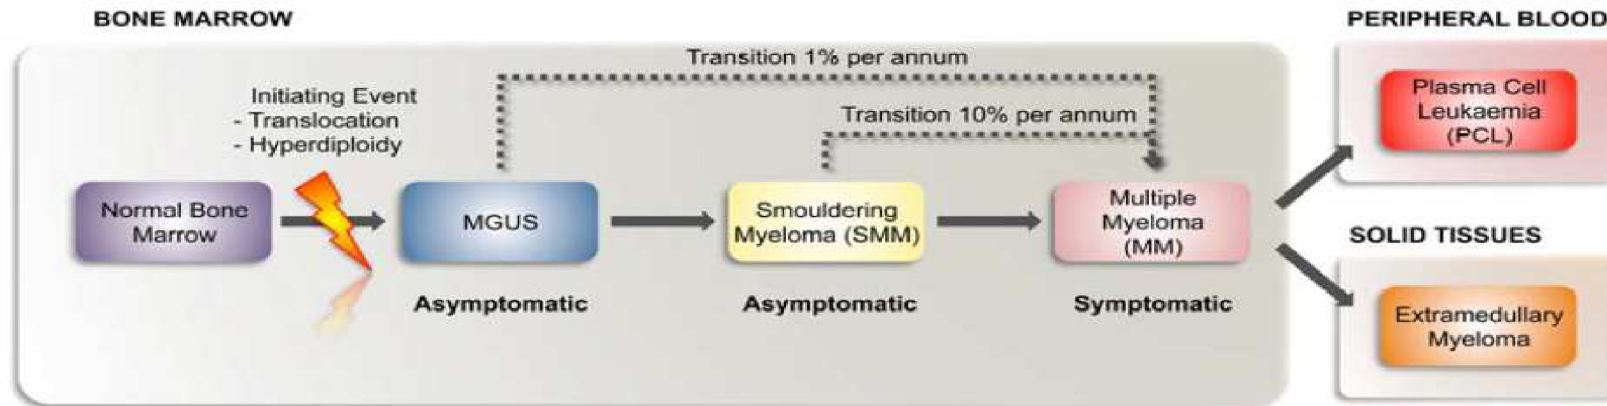 BONE MARROW
PERIPHERAL BLOOD
Transition 1% per annum
Initiating Event
- Translocation
- Hyperdiploidy
Transition 10% per annum
Plasma Cell
Leukaemia
(PCL)
Normal Bone
Marrow
MGUS
Smouldering
Myeloma (SMM)
Multiple
Myeloma
(MM)
SOLID TISSUES
Asymptomatic
Asymptomatic
Symptomatic
Extramedullary
Myeloma